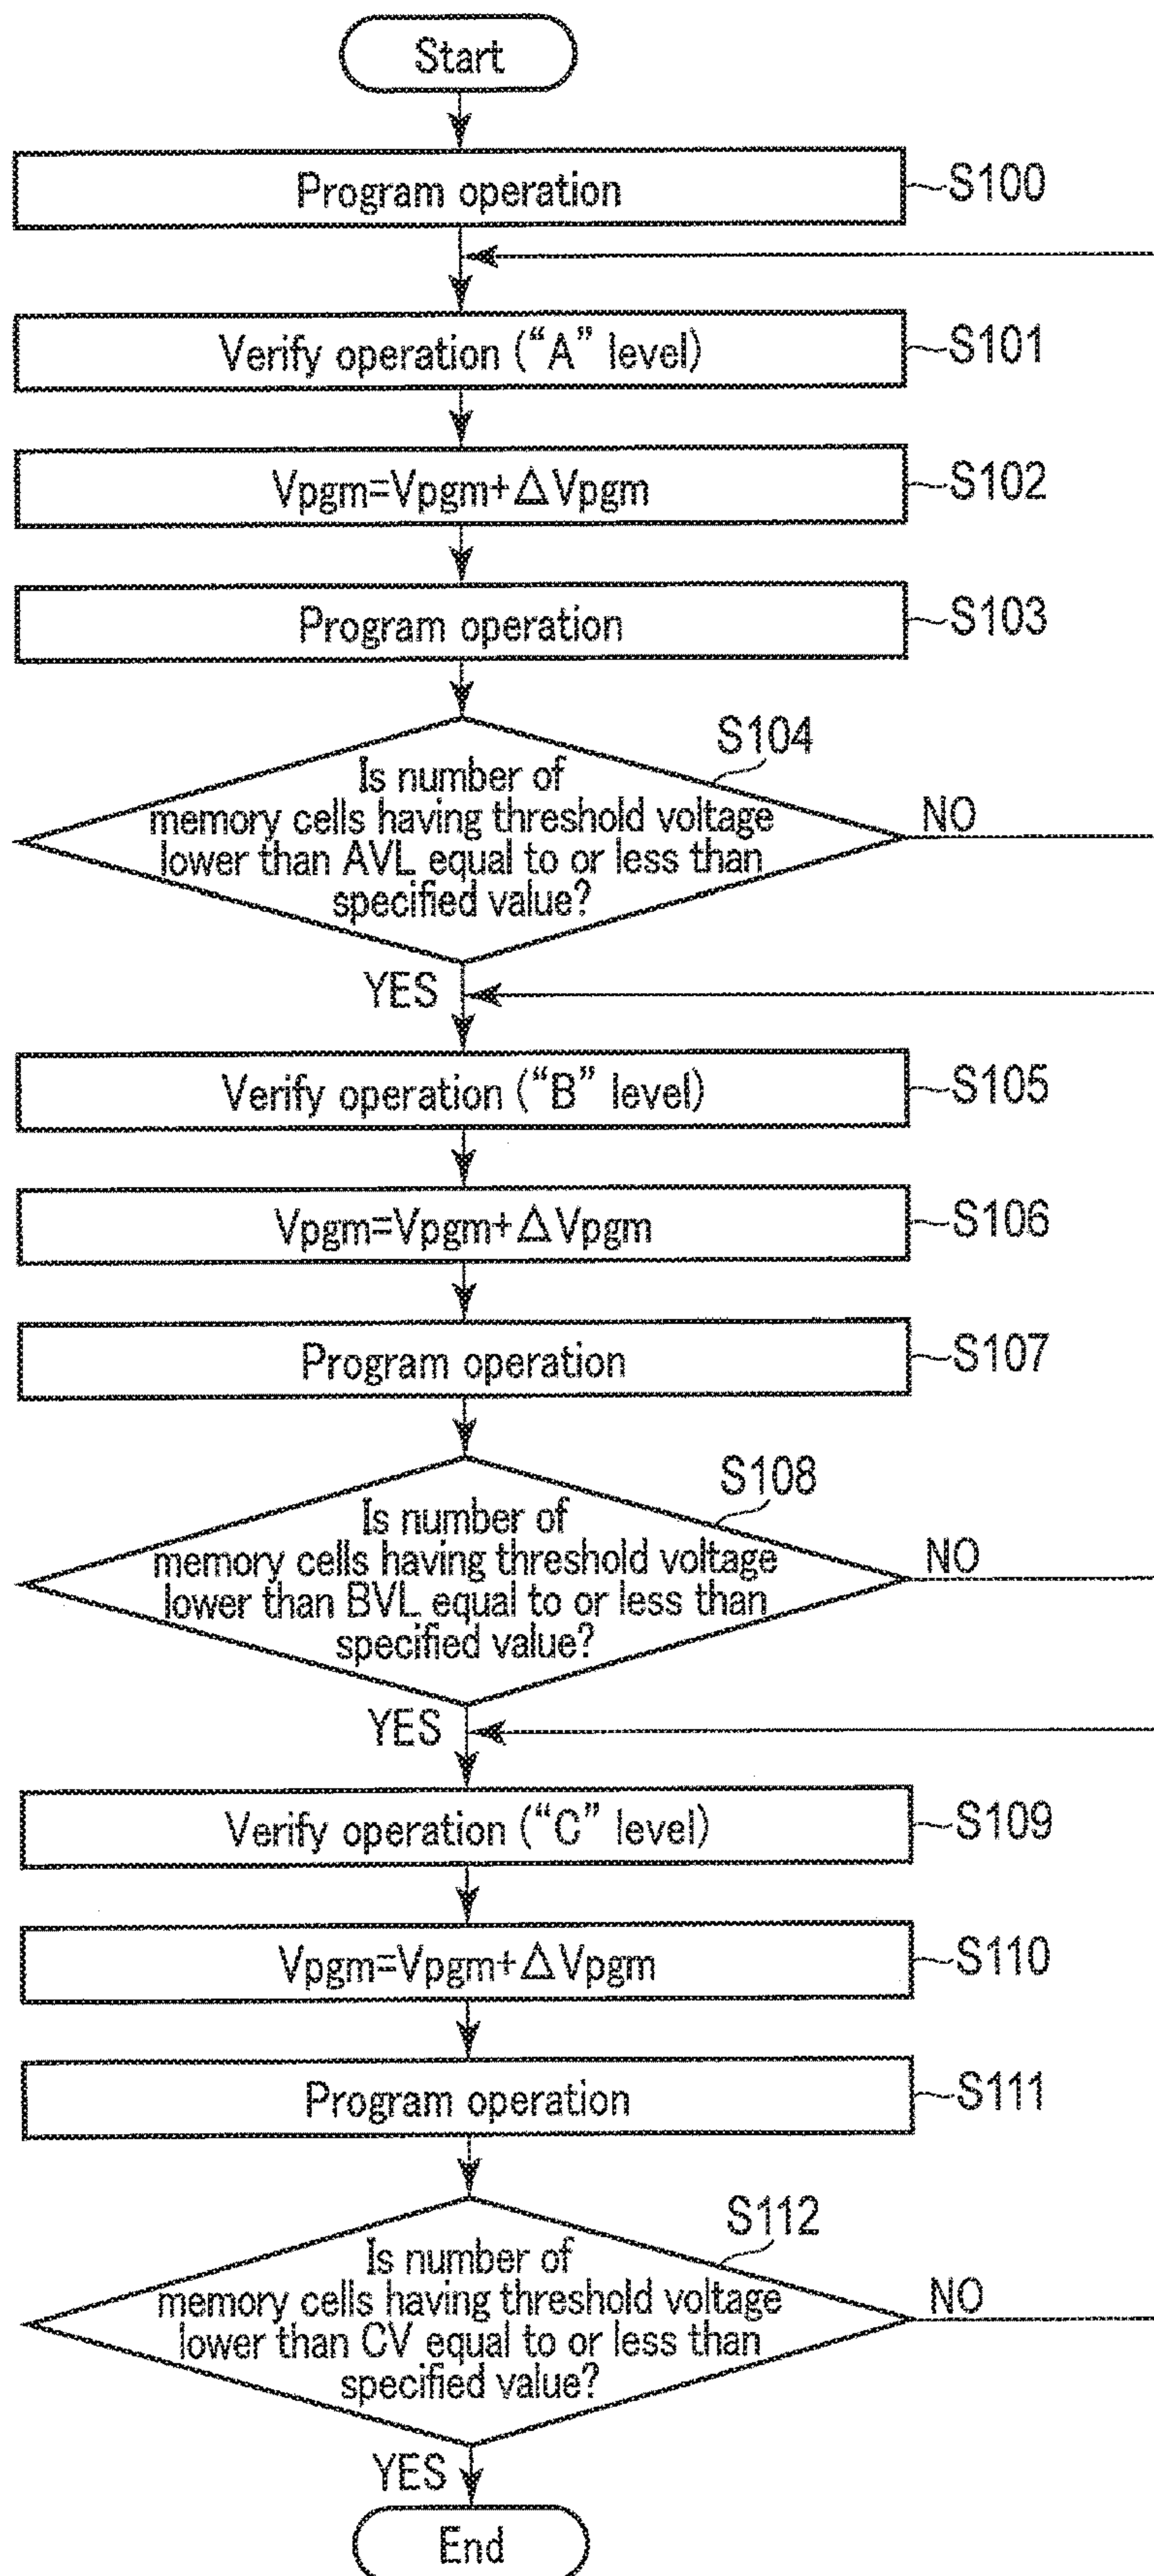 Start
Program operation
S100
Verify operation (“A” level)
S101
Vpgm=Vpgm+ΔVpgm
S102
Program operation
S103
S104
Is number of
memory cells having threshold voltage
lower than AVL equal to or less than
specified value?
NO
YES
Verify operation (“B” level)
S105
Vpgm=Vpgm+ΔVpgm
S106
Program operation
S107
S108
Is number of
memory cells having threshold voltage
lower than BVL equal to or less than
specified value?
NO
YES
Verify operation (“C” level)
S109
Vpgm=Vpgm+ΔVpgm
S110
Program operation
S111
S112
Is number of
memory cells having threshold voltage
lower than CV equal to or less than
specified value?
NO
YES
End